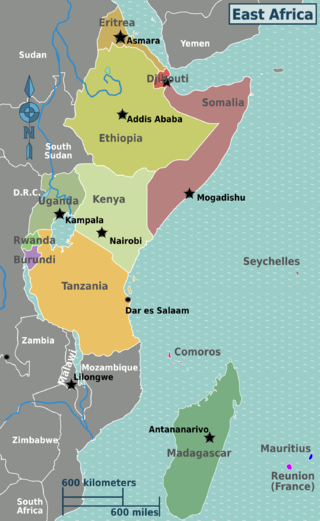 East Africa
Eritrea
Asmara
Sudan
Yemen
Djibouti
Somalia
Addis Ababa
N
Ethiopia
South
Sudan
D.R.C.
Uganda
Kenya
Mogadishu
Kampala
Nairobi
Rwanda
Burundi
Seychelles
Tanzania
Dar es Salaam
Zambia
Malawi
Mozambique
Comoros
Lilongwe
Antananarivo
Zimbabwe
Madagascar
Mauritius
Reunion
(France)
600 kilometers
South
Africa
600 miles